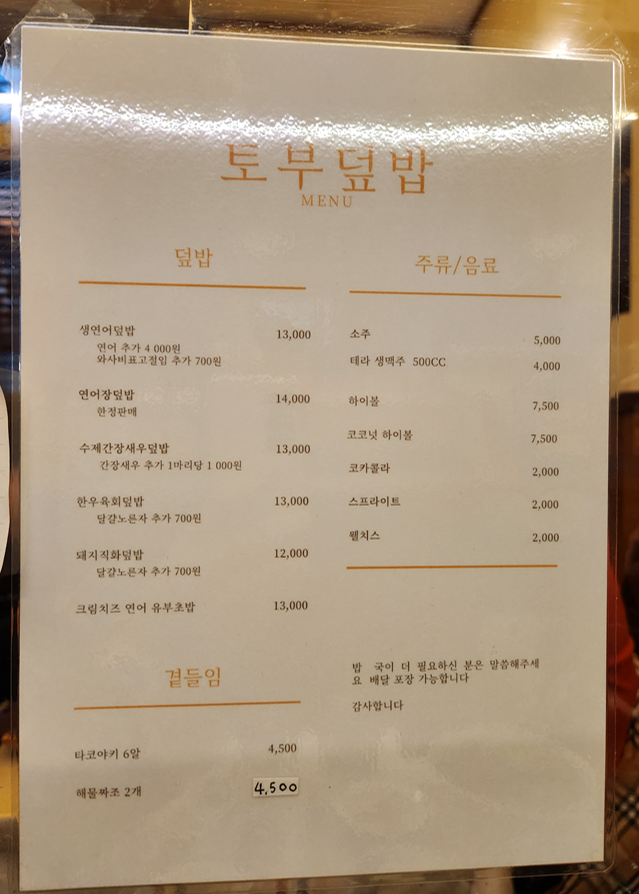 토부덮밥
MENU
덮밥
생연어덮밥 13,000
연어 추가 4 000원
와사비표고절임 추가 700원
연어장덮밥 14,000
한정판매
수제간장새우덮밥 13,000
간장새우 추가 1마리당 1 000원
한우육회덮밥 13,000
달걀노른자 추가 700원
돼지직화덮밥 12,000
달걀노른자 추가 700원
크림치즈 연어 유부초밥 13,000
곁들임
타코야키 6알 4,500
해물짜조 2개 4,500
주류/음료
소주 5,000
테라 생맥주 500CC 4,000
하이볼 7,500
코코넛 하이볼 7,500
코카콜라 2,000
스프라이트 2,000
웰치스 2,000
밥 국이 더 필요하신 분은 말씀해주세
요 배달 포장 가능합니다
감사합니다